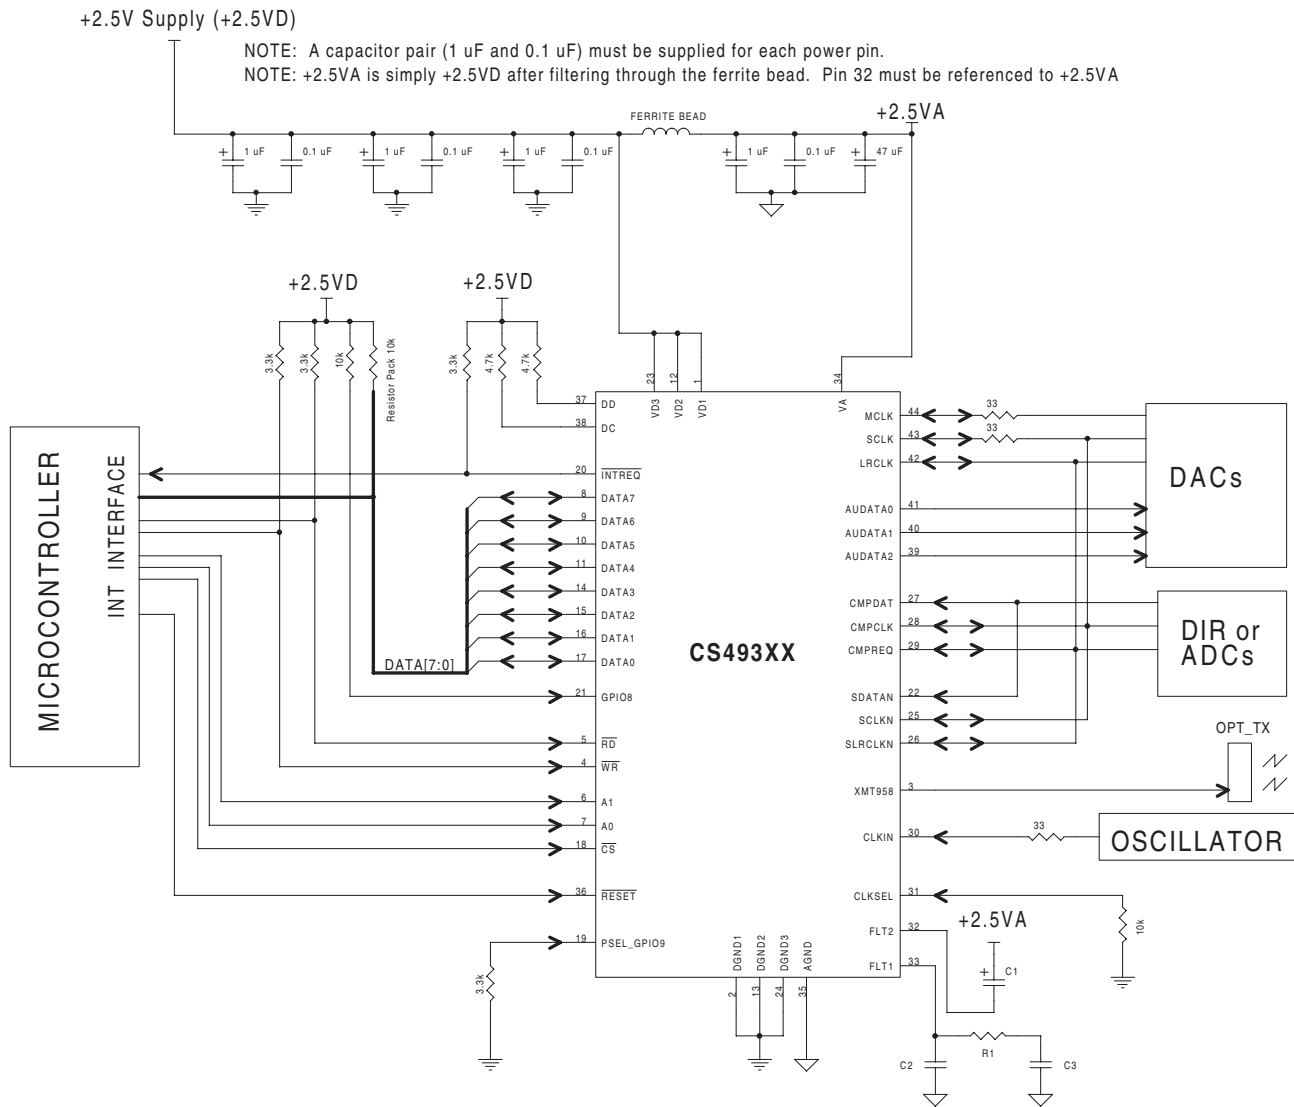 +2.5V Supply (+2.5VD)
NOTE: A capacitor pair (1 uF and 0.1 uF) must be supplied for each power pin.
NOTE: +2.5VA is simply +2.5VD after filtering through the ferrite bead. Pin 32 must be referenced to +2.5VA
FERRITE BEAD
+2.5VA
+ 1 uF
0.1 uF
+ 1 uF
0.1 uF
+ 1 uF
0.1 uF
+ 1 uF
0.1 uF
+ 47 uF
+2.5VD
+2.5VD
3.3k
3.3k
10k
Resistor Pack 10k
3.3k
4.7k
4.7k
23
12
1
34
VD3
VD2
VD1
VA
MICROCONTROLLER
INT INTERFACE
DATA[7:0]
CS493XX
37 DD
38 DC
20 INTREQ
8 DATA7
9 DATA6
10 DATA5
11 DATA4
14 DATA3
15 DATA2
16 DATA1
17 DATA0
21 GPIO8
5 RD
4 WR
6 A1
7 A0
18 CS
36 RESET
19 PSEL_GPIO9
3.3k
DGND1
DGND2
DGND3
AGND
2
13
24
35
MCLK 44
33
SCLK 43
33
LRCLK 42
AUDATA0 41
AUDATA1 40
AUDATA2 39
DACs
CMPDAT 27
CMPCLK 28
CMPREQ 29
DIR or
ADCs
SDATAN 22
SCLKN 25
SLRCLKN 26
OPT_TX
XMT958 3
CLKIN 30
33
OSCILLATOR
CLKSEL 31
10k
+2.5VA
FLT2 32
FLT1 33
+ C1
R1
C2
C3